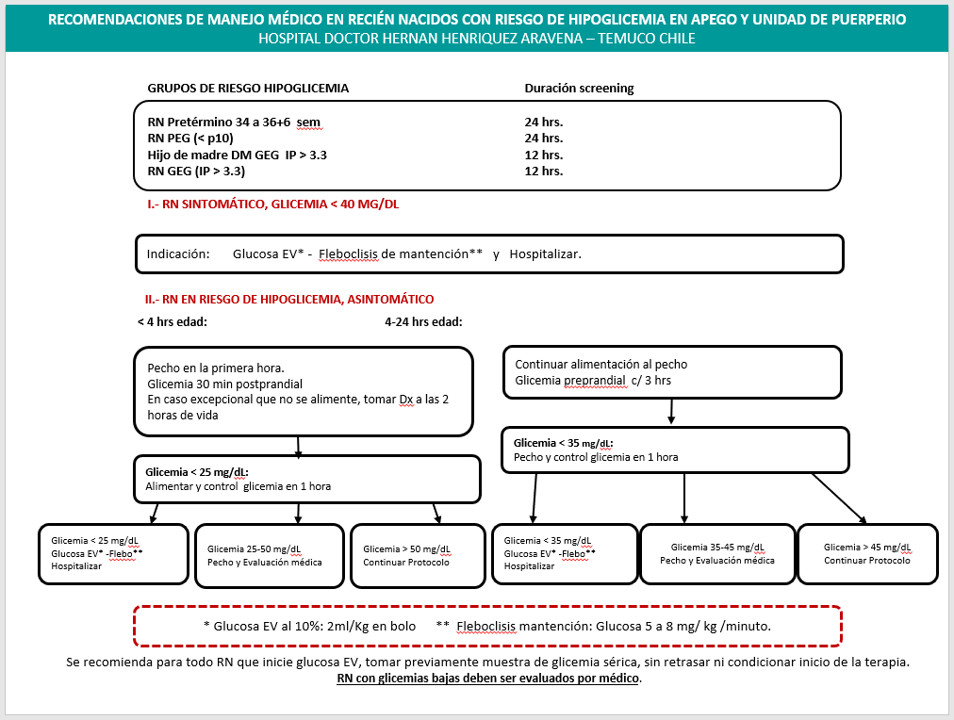 RECOMENDACIONES DE MANEJO MÉDICO EN RECIÉN NACIDOS CON RIESGO DE HIPOGLICEMIA EN APEGO Y UNIDAD DE PUERPERIO
HOSPITAL DOCTOR HERNAN HENRIQUEZ ARAVENA – TEMUCO CHILE
GRUPOS DE RIESGO HIPOGLICEMIA Duración screening
RN Pretérmino 34 a 36+6 sem 24 hrs.
RN PEG (< p10) 24 hrs.
Hijo de madre DM GEG IP > 3.3 12 hrs.
RN GEG (IP > 3.3) 12 hrs.
I.- RN SINTOMÁTICO, GLICEMIA < 40 MG/DL
Indicación: Glucosa EV* - Fleboclisis de mantención** y Hospitalizar.
II.- RN EN RIESGO DE HIPOGLICEMIA, ASINTOMÁTICO
< 4 hrs edad: 4-24 hrs edad:
Pecho en la primera hora.
Glicemia 30 min postprandial
En caso excepcional que no se alimente, tomar Dx a las 2
horas de vida
Continuar alimentación al pecho
Glicemia preprandial c/ 3 hrs
Glicemia < 25 mg/dL:
Alimentar y control glicemia en 1 hora
Glicemia < 35 mg/dL:
Pecho y control glicemia en 1 hora
Glicemia < 25 mg/dL
Glucosa EV* -Flebo**
Hospitalizar
Glicemia 25-50 mg/dL
Pecho y Evaluación médica
Glicemia > 50 mg/dL
Continuar Protocolo
Glicemia < 35 mg/dL
Glucosa EV* -Flebo**
Hospitalizar
Glicemia 35-45 mg/dL
Pecho y Evaluación médica
Glicemia > 45 mg/dL
Continuar Protocolo
* Glucosa EV al 10%: 2ml/Kg en bolo ** Fleboclisis mantención: Glucosa 5 a 8 mg/ kg /minuto.
Se recomienda para todo RN que inicie glucosa EV, tomar previamente muestra de glicemia sérica, sin retrasar ni condicionar inicio de la terapia.
RN con glicemias bajas deben ser evaluados por médico.